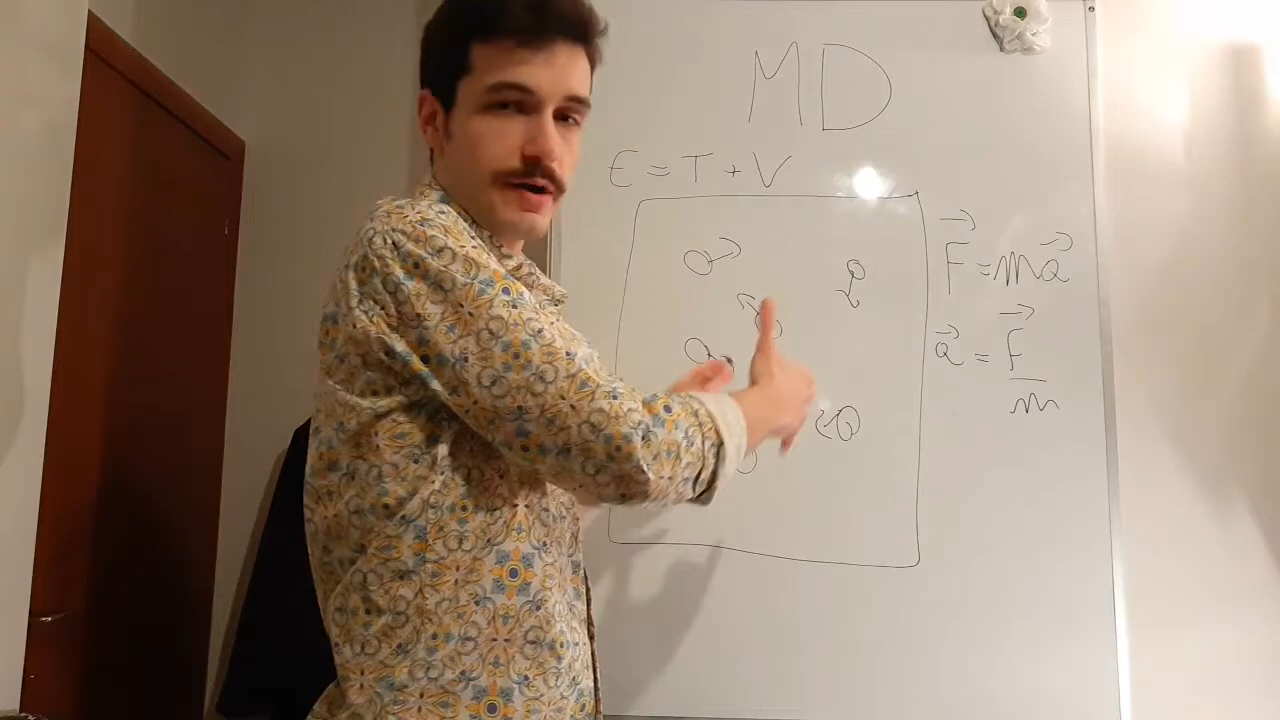 MD
E = T + V
F = ma
a = F
m